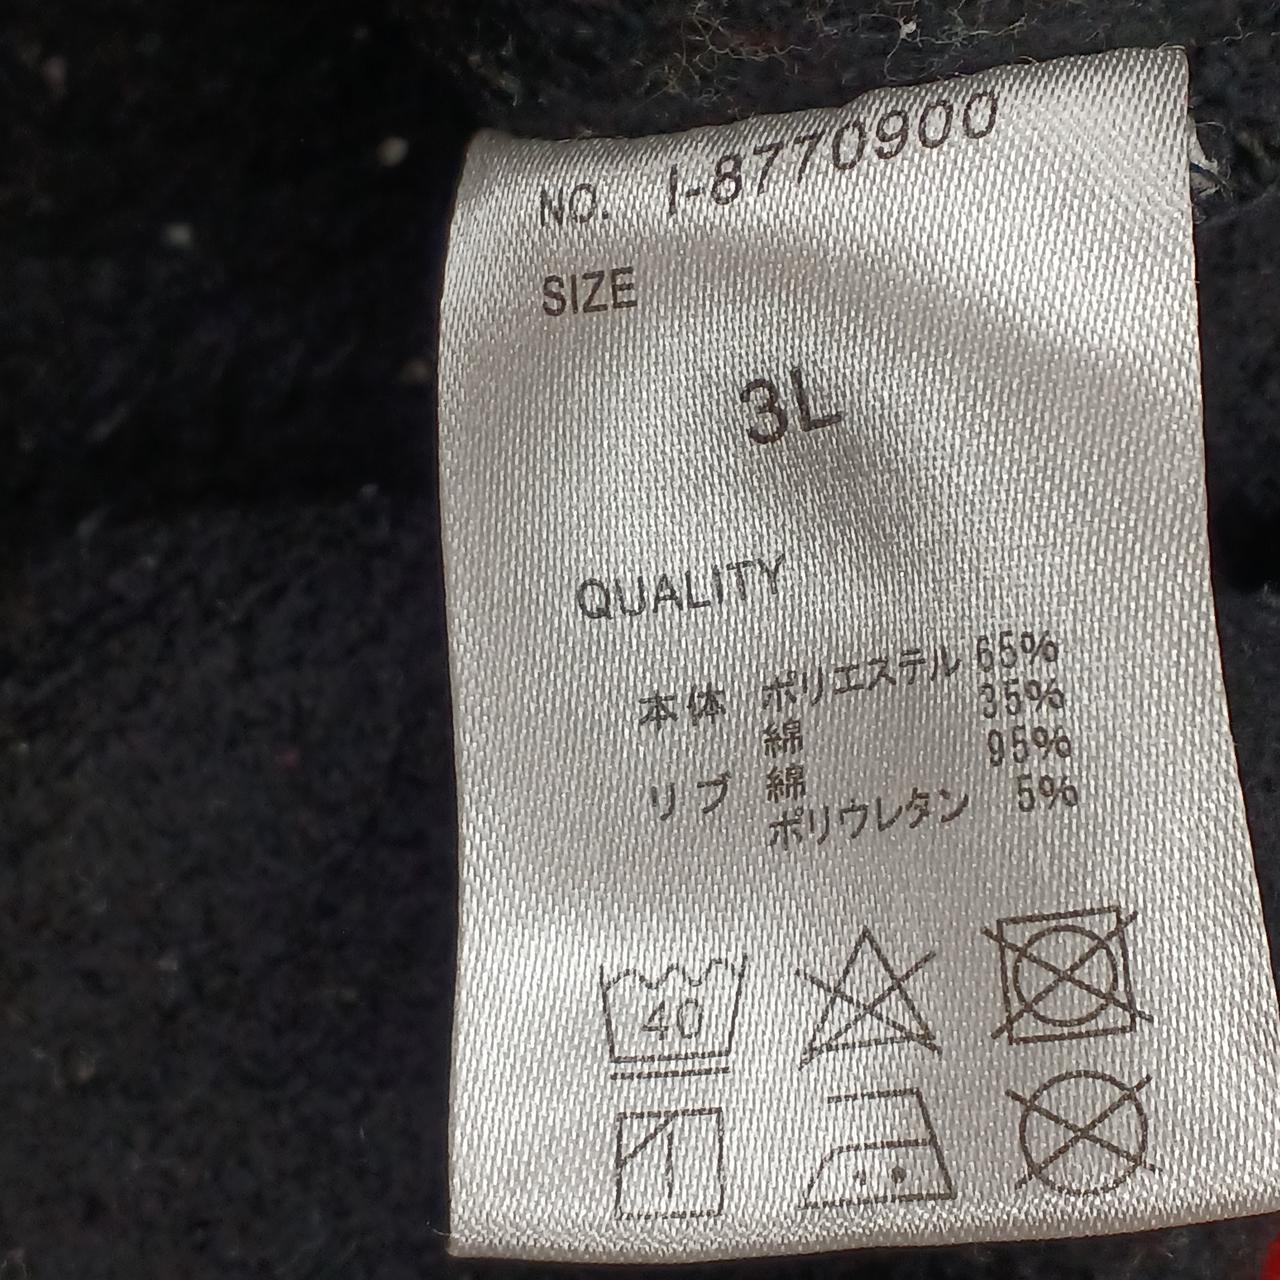 NO. I-8770900
SIZE
3L
QUALITY
本体 ポリエステル 65%
綿 35%
リブ 綿 95%
ポリウレタン 5%
40